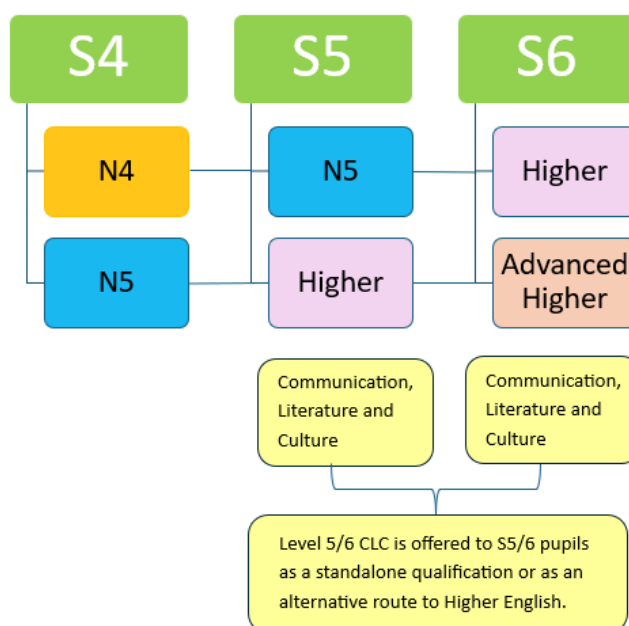 S4
S5
S6
N4
N5
Higher
N5
Higher
Advanced
Higher
Communication,
Literature and
Culture
Communication,
Literature and
Culture
Level 5/6 CLC is offered to S5/6 pupils
as a standalone qualification or as an
alternative route to Higher English.